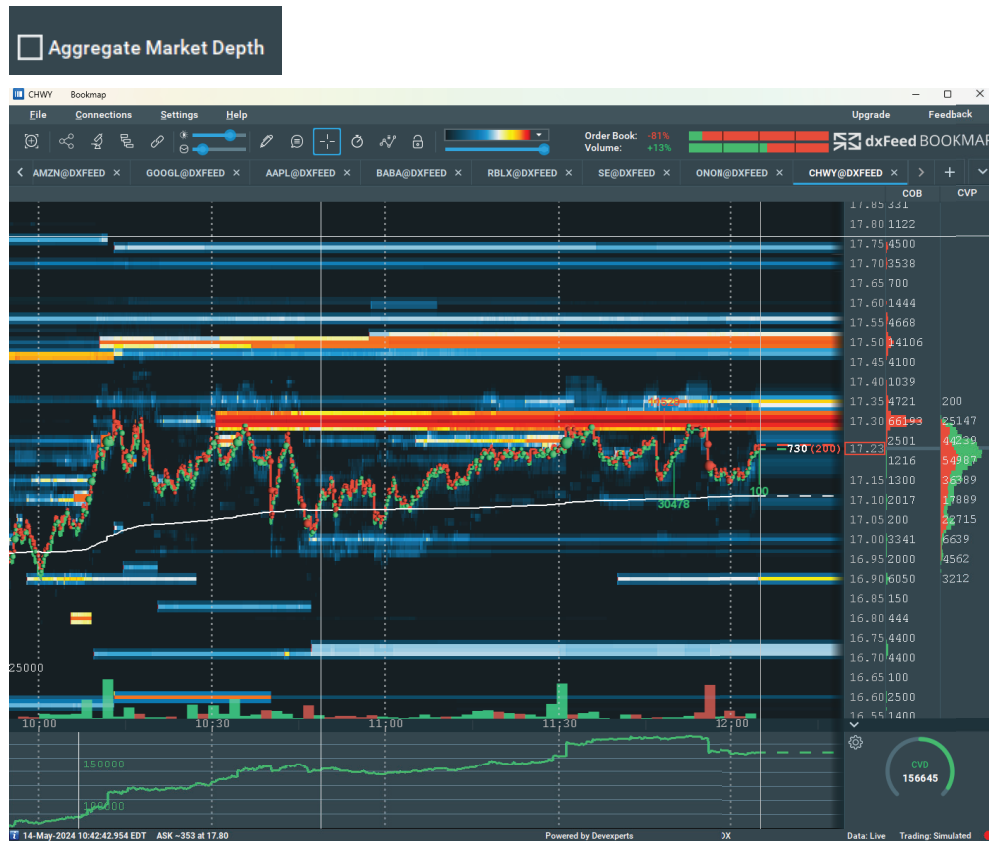 Aggregate Market Depth
CHWY Bookmap
File Connections Settings Help Upgrade Feedback
Order Book: -81%
Volume: +13%
dxFeed BOOKMAP
AMZN@DXFEED GOOGL@DXFEED AAPL@DXFEED BABA@DXFEED RBLX@DXFEED SE@DXFEED CHWY@DXFEED
COB CVP
17.85 331
17.80 1122
17.75 4500
17.70 3538
17.65 700
17.60 1444
17.55 4668
17.50 14106
17.45 4100
17.40 1039
17.35 4721 200
17.30 66193 25147
2501 44239
730 (200) 17.23
1216 54987
17.15 1300
100 17.10 2017 17889
30478
17.05 200 22715
17.00 3341 6639
16.95 2000 4562
16.90 6050 3212
16.85 150
16.80 444
16.75 4400
25000 16.70 4400
16.65 100
16.60 2500
16.55 1400
10:00 10:30 11:00 11:30 12:00
150000
CVD
156645
14-May-2024 10:42:42.954 EDT ASK ~353 at 17.80 Powered by Devexperts Data: Live Trading: Simulated